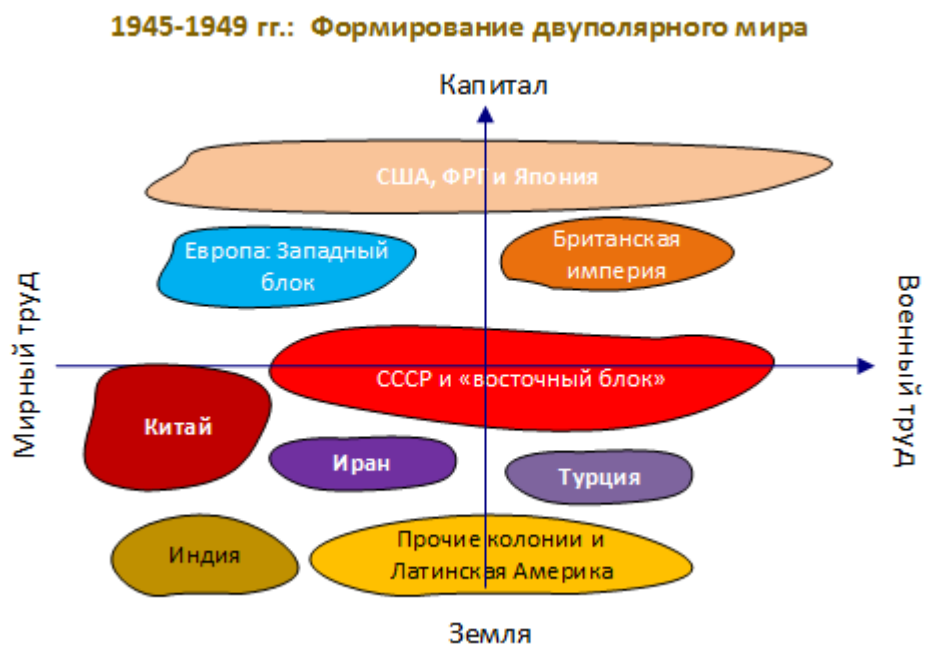 1945-1949 гг.: Формирование двуполярного мира
Капитал
США, ФРГ и Япония
Европа: Западный
блок
Британская
империя
Мирный труд
Военный труд
СССР и «восточный блок»
Китай
Иран
Турция
Индия
Прочие колонии и
Латинская Америка
Земля